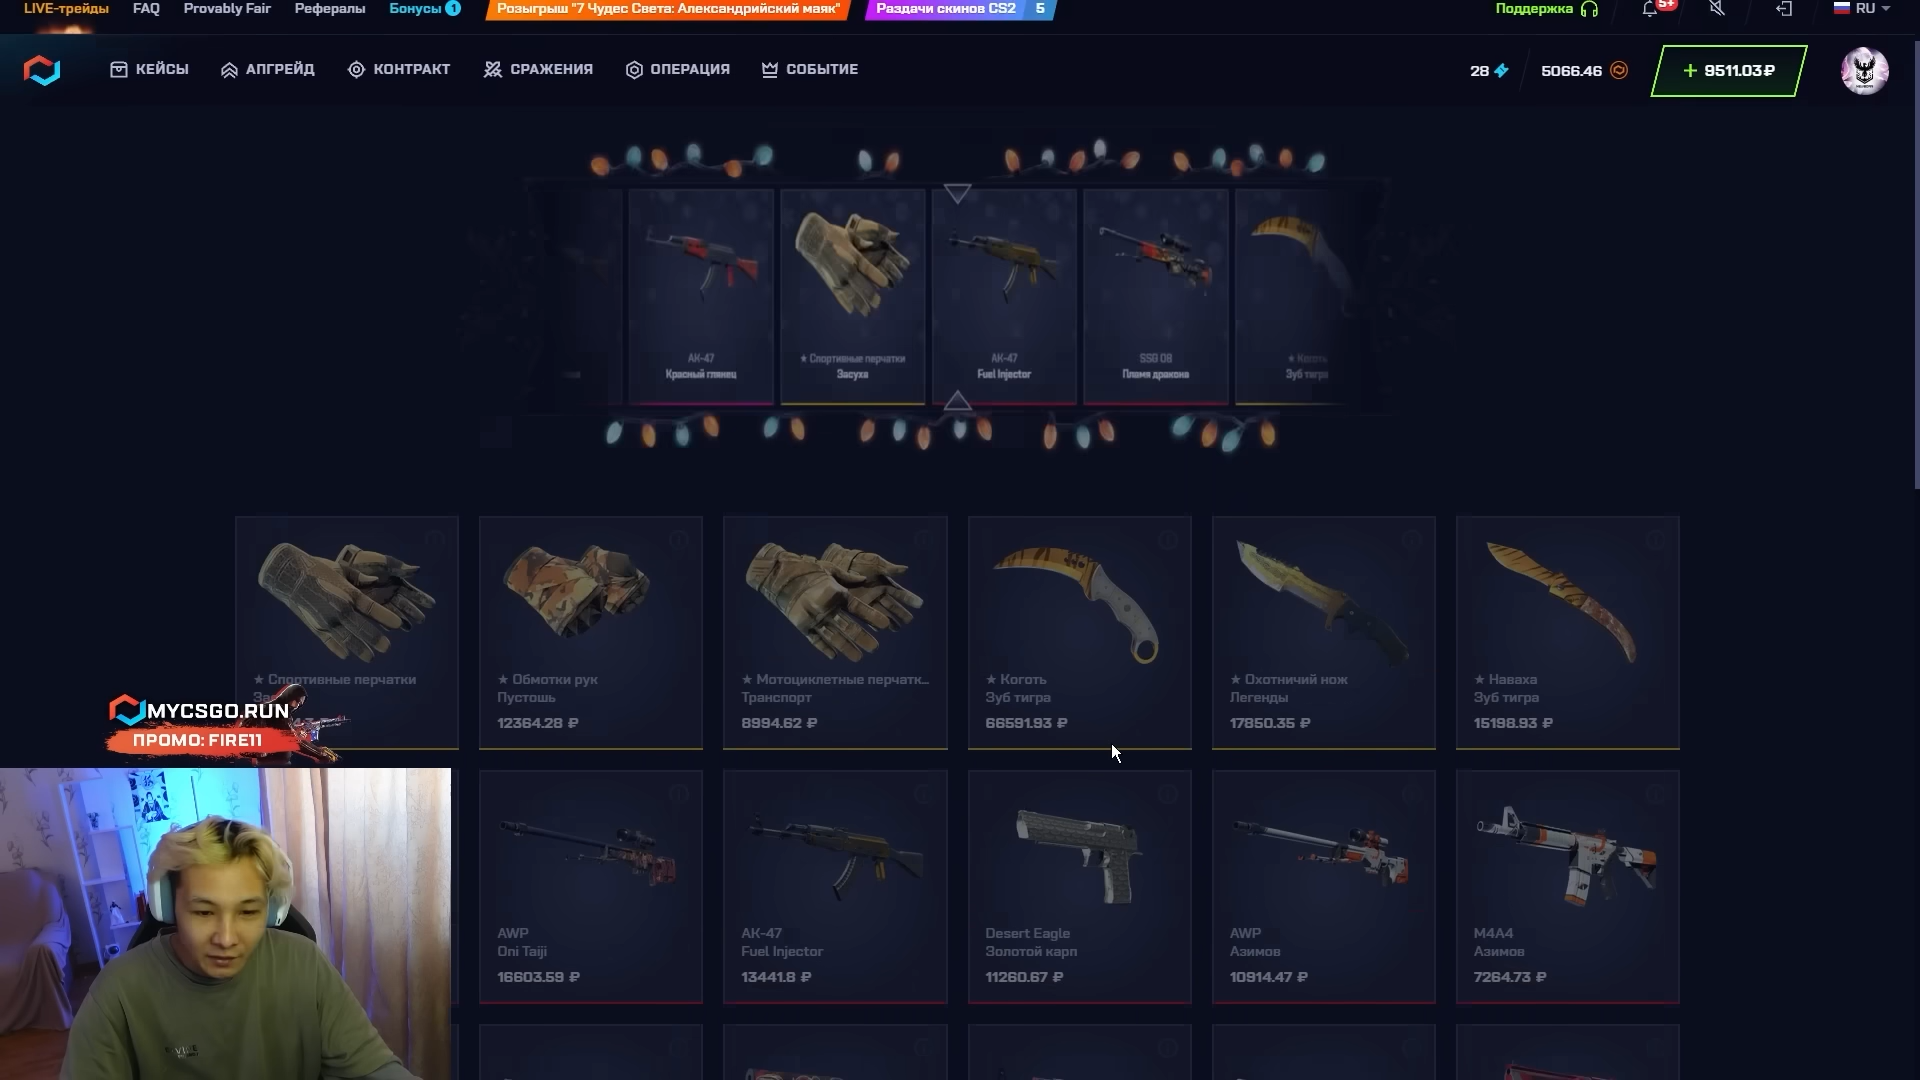 LIVE-трейды FAQ Provably Fair Рефералы Бонусы 1 Розыгрыш "7 Чудес Света: Александрийский маяк" Раздачи скинов CS2 5 Поддержка 5+ RU
КЕЙСЫ АПГРЕЙД КОНТРАКТ СРАЖЕНИЯ ОПЕРАЦИЯ СОБЫТИЕ 28 5066.46 + 9511.03₽
АК-47 ★ Спортивные перчатки АК-47 SSG 08 ★ Коготь
Красный глянец Засуха Fuel Injector Пламя дракона Зуб тигра
★ Спортивные перчатки ★ Обмотки рук ★ Мотоциклетные перчатк... ★ Коготь ★ Охотничий нож ★ Наваха
Пустошь Транспорт Зуб тигра Легенды Зуб тигра
12364.28 ₽ 8994.62 ₽ 66591.93 ₽ 17850.35 ₽ 15198.93 ₽
MYCSGO.RUN
ПРОМО: FIRE11
AWP АК-47 Desert Eagle AWP M4A4
Oni Taiji Fuel Injector Золотой карп Азимов Азимов
16603.59 ₽ 13441.8 ₽ 11260.67 ₽ 10914.47 ₽ 7264.73 ₽